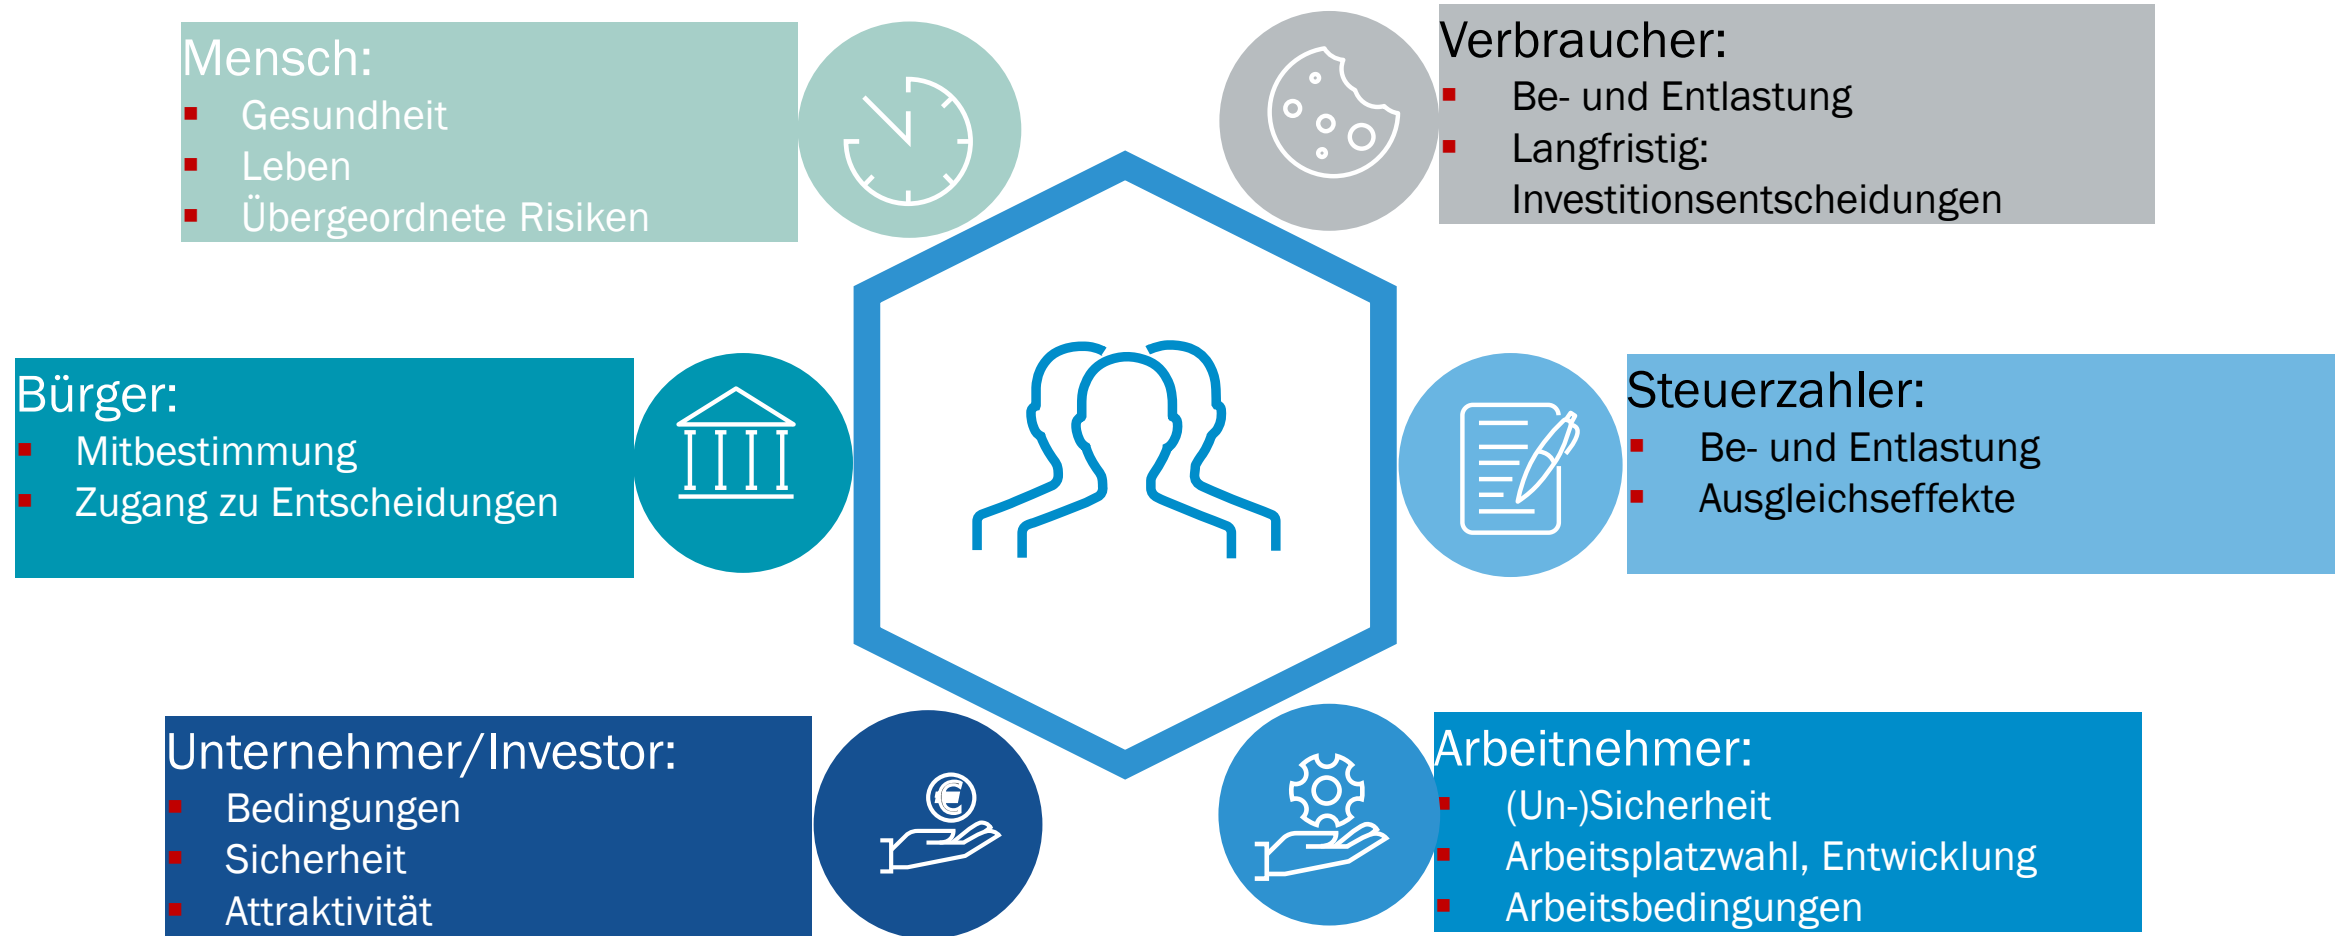 Mensch:
▪ Gesundheit
▪ Leben
▪ Übergeordnete Risiken
Verbraucher:
▪ Be- und Entlastung
▪ Langfristig:
Investitionsentscheidungen
Bürger:
▪ Mitbestimmung
▪ Zugang zu Entscheidungen
Steuerzahler:
▪ Be- und Entlastung
▪ Ausgleichseffekte
Unternehmer/Investor:
▪ Bedingungen
▪ Sicherheit
▪ Attraktivität
€
Arbeitnehmer:
▪ (Un-)Sicherheit
▪ Arbeitsplatzwahl, Entwicklung
▪ Arbeitsbedingungen